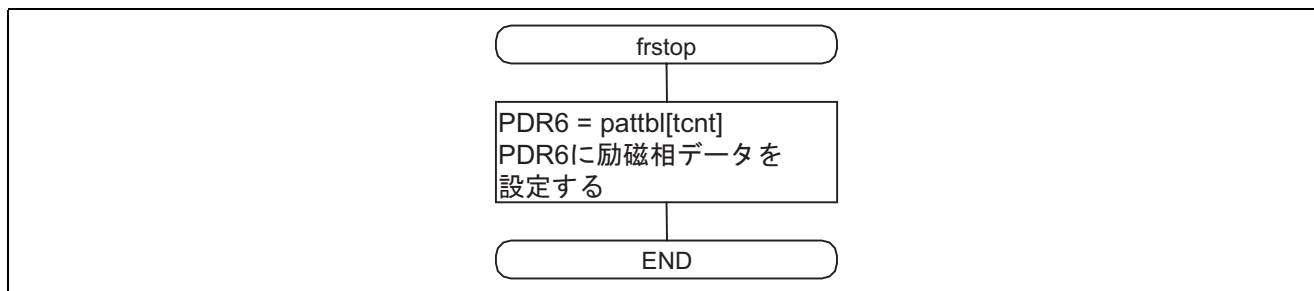 frstop
PDR6 = pattbl[tcnt]
PDR6に励磁相データを
設定する
END